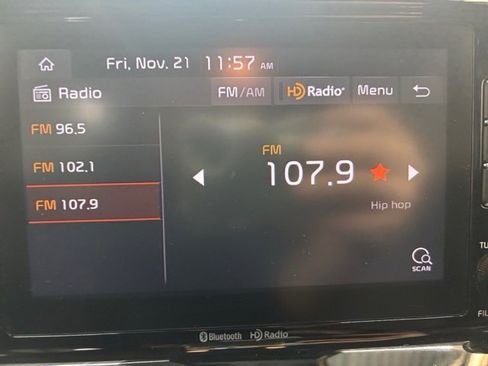 Fri, Nov. 21 11:57 AM
Radio FM/AM HD Radio® Menu
FM 96.5
FM 102.1
FM 107.9
FM
107.9
Hip hop
SCAN
Bluetooth HD Radio